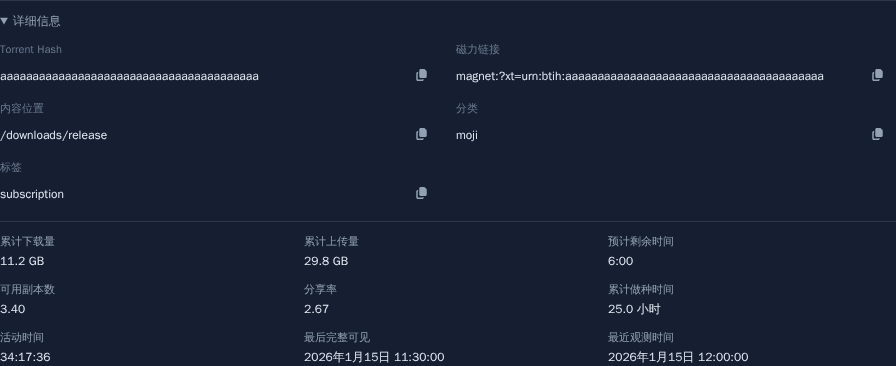 ▼ 详细信息
Torrent Hash 磁力链接
aaaaaaaaaaaaaaaaaaaaaaaaaaaaaaaaaaaaaaaa magnet:?xt=urn:btih:aaaaaaaaaaaaaaaaaaaaaaaaaaaaaaaaaaaaaaaa
内容位置 分类
/downloads/release moji
标签
subscription
累计下载量 累计上传量 预计剩余时间
11.2 GB 29.8 GB 6:00
可用副本数 分享率 累计做种时间
3.40 2.67 25.0 小时
活动时间 最后完整可见 最近观测时间
34:17:36 2026年1月15日 11:30:00 2026年1月15日 12:00:00